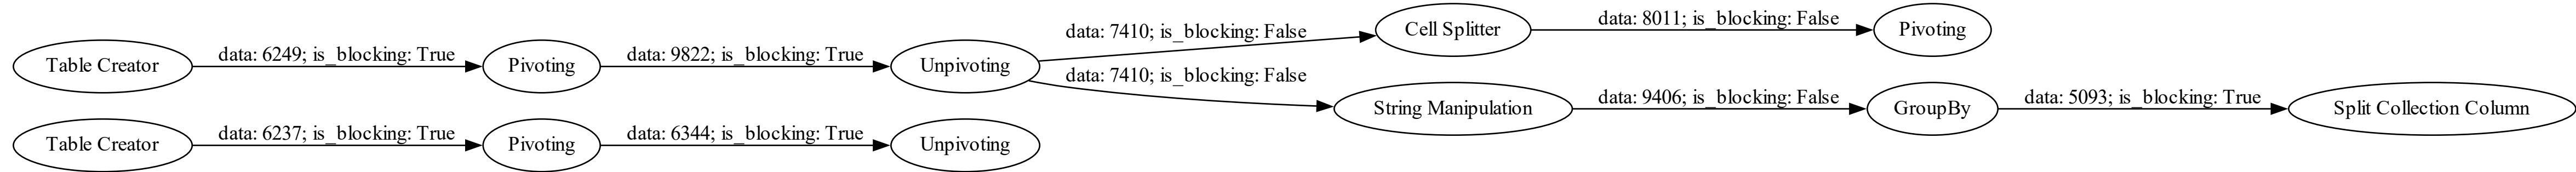 Table Creator
data: 6249; is_blocking: True
Pivoting
data: 9822; is_blocking: True
Unpivoting
data: 7410; is_blocking: False
Cell Splitter
data: 8011; is_blocking: False
Pivoting
data: 7410; is_blocking: False
String Manipulation
data: 9406; is_blocking: False
GroupBy
data: 5093; is_blocking: True
Split Collection Column
Table Creator
data: 6237; is_blocking: True
Pivoting
data: 6344; is_blocking: True
Unpivoting